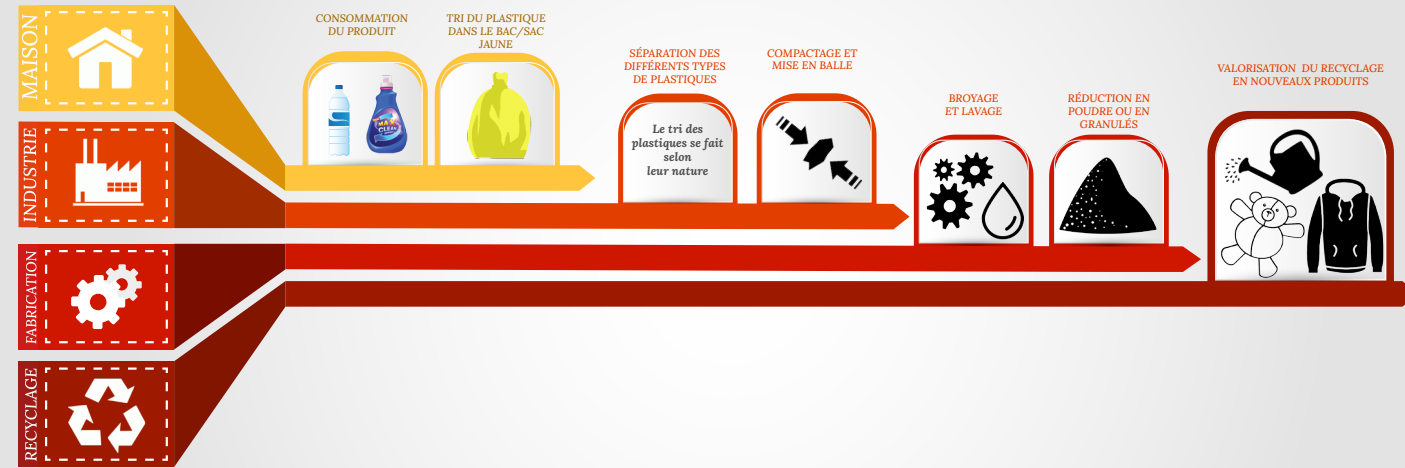 MAISON
CONSOMMATION
DU PRODUIT
TRI DU PLASTIQUE
DANS LE BAC/SAC
JAUNE
INDUSTRIE
SÉPARATION DES
DIFFÉRENTS TYPES
DE PLASTIQUES
Le tri des
plastiques se fait
selon
leur nature
COMPACTAGE ET
MISE EN BALLE
FABRICATION
BROYAGE
ET LAVAGE
RÉDUCTION EN
POUDRE OU EN
GRANULÉS
RECYCLAGE
VALORISATION DU RECYCLAGE
EN NOUVEAUX PRODUITS